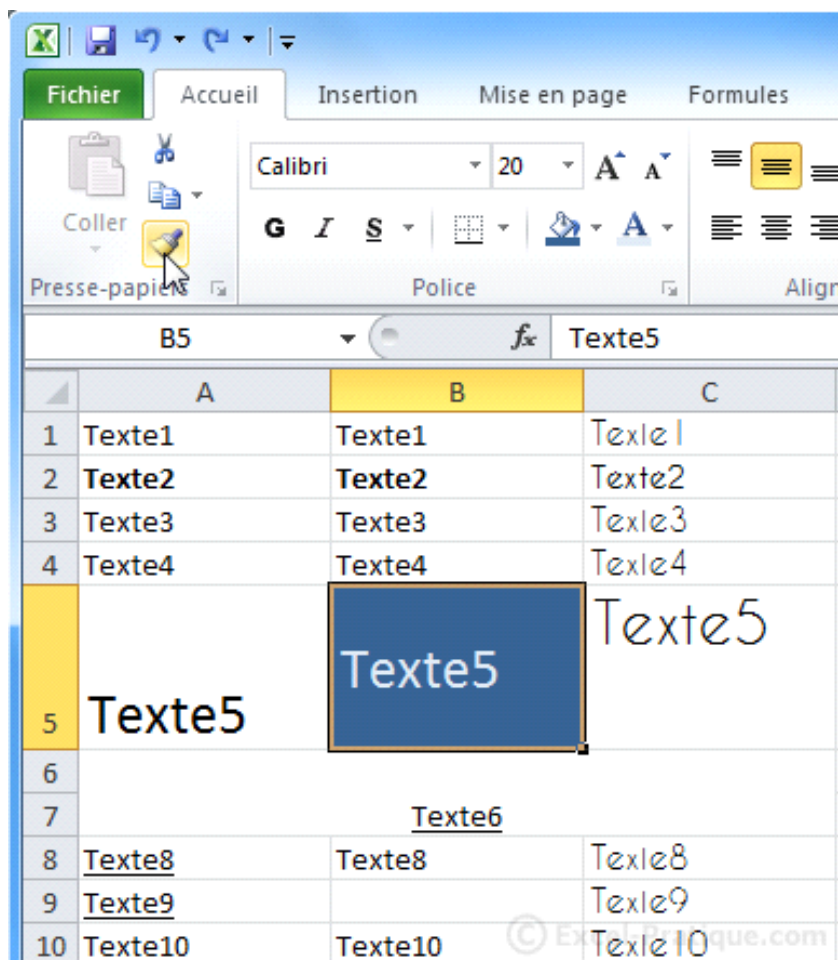 Fichier Accueil Insertion Mise en page Formules
Calibri 20 A A
Coller
G I S A
Presse-papiers Police Align
B5 fx Texte5
A B C
1 Texte1 Texte1 Texte1
2 Texte2 Texte2 Texte2
3 Texte3 Texte3 Texte3
4 Texte4 Texte4 Texte4
5 Texte5 Texte5 Texte5
6
7 Texte6
8 Texte8 Texte8 Texte8
9 Texte9 Texte9
10 Texte10 Texte10 Texte10
© Excel-Pratique.com